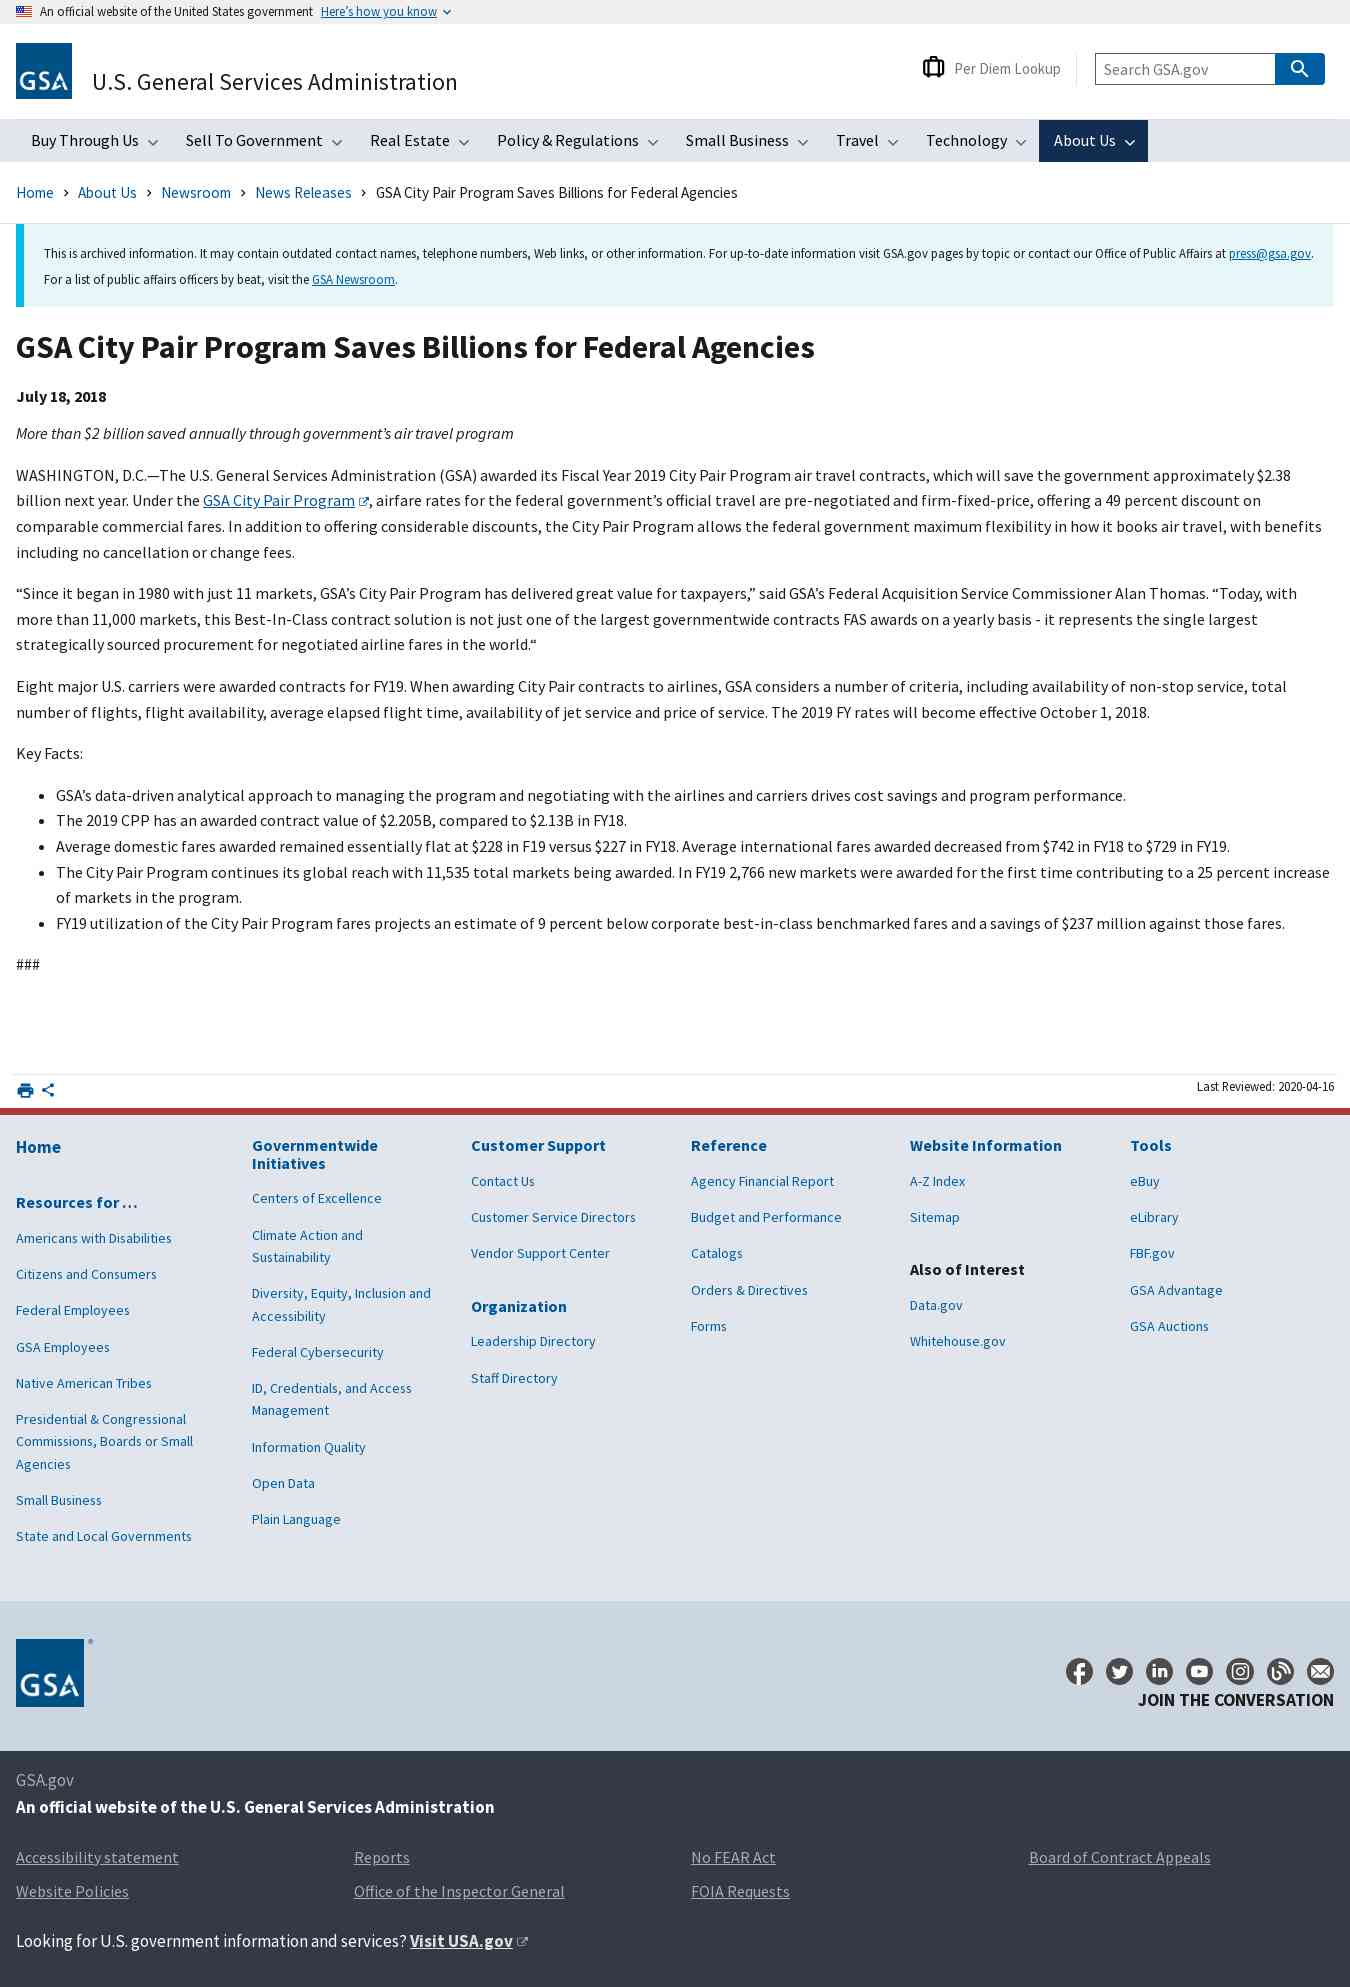 An official website of the United States government Here's how you know
GSA
U.S. General Services Administration
Per Diem Lookup
Search GSA.gov
Buy Through Us Sell To Government Real Estate Policy & Regulations Small Business Travel Technology About Us
Home About Us Newsroom News Releases GSA City Pair Program Saves Billions for Federal Agencies
This is archived information. It may contain outdated contact names, telephone numbers, Web links, or other information. For up-to-date information visit GSA.gov pages by topic or contact our Office of Public Affairs at press@gsa.gov.
For a list of public affairs officers by beat, visit the GSA Newsroom.
GSA City Pair Program Saves Billions for Federal Agencies
July 18, 2018
More than $2 billion saved annually through government’s air travel program
WASHINGTON, D.C.—The U.S. General Services Administration (GSA) awarded its Fiscal Year 2019 City Pair Program air travel contracts, which will save the government approximately $2.38
billion next year. Under the GSA City Pair Program, airfare rates for the federal government’s official travel are pre-negotiated and firm-fixed-price, offering a 49 percent discount on
comparable commercial fares. In addition to offering considerable discounts, the City Pair Program allows the federal government maximum flexibility in how it books air travel, with benefits
including no cancellation or change fees.
“Since it began in 1980 with just 11 markets, GSA’s City Pair Program has delivered great value for taxpayers,” said GSA’s Federal Acquisition Service Commissioner Alan Thomas. “Today, with
more than 11,000 markets, this Best-In-Class contract solution is not just one of the largest governmentwide contracts FAS awards on a yearly basis - it represents the single largest
strategically sourced procurement for negotiated airline fares in the world.“
Eight major U.S. carriers were awarded contracts for FY19. When awarding City Pair contracts to airlines, GSA considers a number of criteria, including availability of non-stop service, total
number of flights, flight availability, average elapsed flight time, availability of jet service and price of service. The 2019 FY rates will become effective October 1, 2018.
Key Facts:
• GSA’s data-driven analytical approach to managing the program and negotiating with the airlines and carriers drives cost savings and program performance.
• The 2019 CPP has an awarded contract value of $2.205B, compared to $2.13B in FY18.
• Average domestic fares awarded remained essentially flat at $228 in F19 versus $227 in FY18. Average international fares awarded decreased from $742 in FY18 to $729 in FY19.
• The City Pair Program continues its global reach with 11,535 total markets being awarded. In FY19 2,766 new markets were awarded for the first time contributing to a 25 percent increase
of markets in the program.
• FY19 utilization of the City Pair Program fares projects an estimate of 9 percent below corporate best-in-class benchmarked fares and a savings of $237 million against those fares.
###
Last Reviewed: 2020-04-16
Home
Resources for …
Americans with Disabilities
Citizens and Consumers
Federal Employees
GSA Employees
Native American Tribes
Presidential & Congressional
Commissions, Boards or Small
Agencies
Small Business
State and Local Governments
Governmentwide
Initiatives
Centers of Excellence
Climate Action and
Sustainability
Diversity, Equity, Inclusion and
Accessibility
Federal Cybersecurity
ID, Credentials, and Access
Management
Information Quality
Open Data
Plain Language
Customer Support
Contact Us
Customer Service Directors
Vendor Support Center
Organization
Leadership Directory
Staff Directory
Reference
Agency Financial Report
Budget and Performance
Catalogs
Orders & Directives
Forms
Website Information
A-Z Index
Sitemap
Also of Interest
Data.gov
Whitehouse.gov
Tools
eBuy
eLibrary
FBF.gov
GSA Advantage
GSA Auctions
GSA ®
JOIN THE CONVERSATION
GSA.gov
An official website of the U.S. General Services Administration
Accessibility statement Reports No FEAR Act Board of Contract Appeals
Website Policies Office of the Inspector General FOIA Requests
Looking for U.S. government information and services? Visit USA.gov